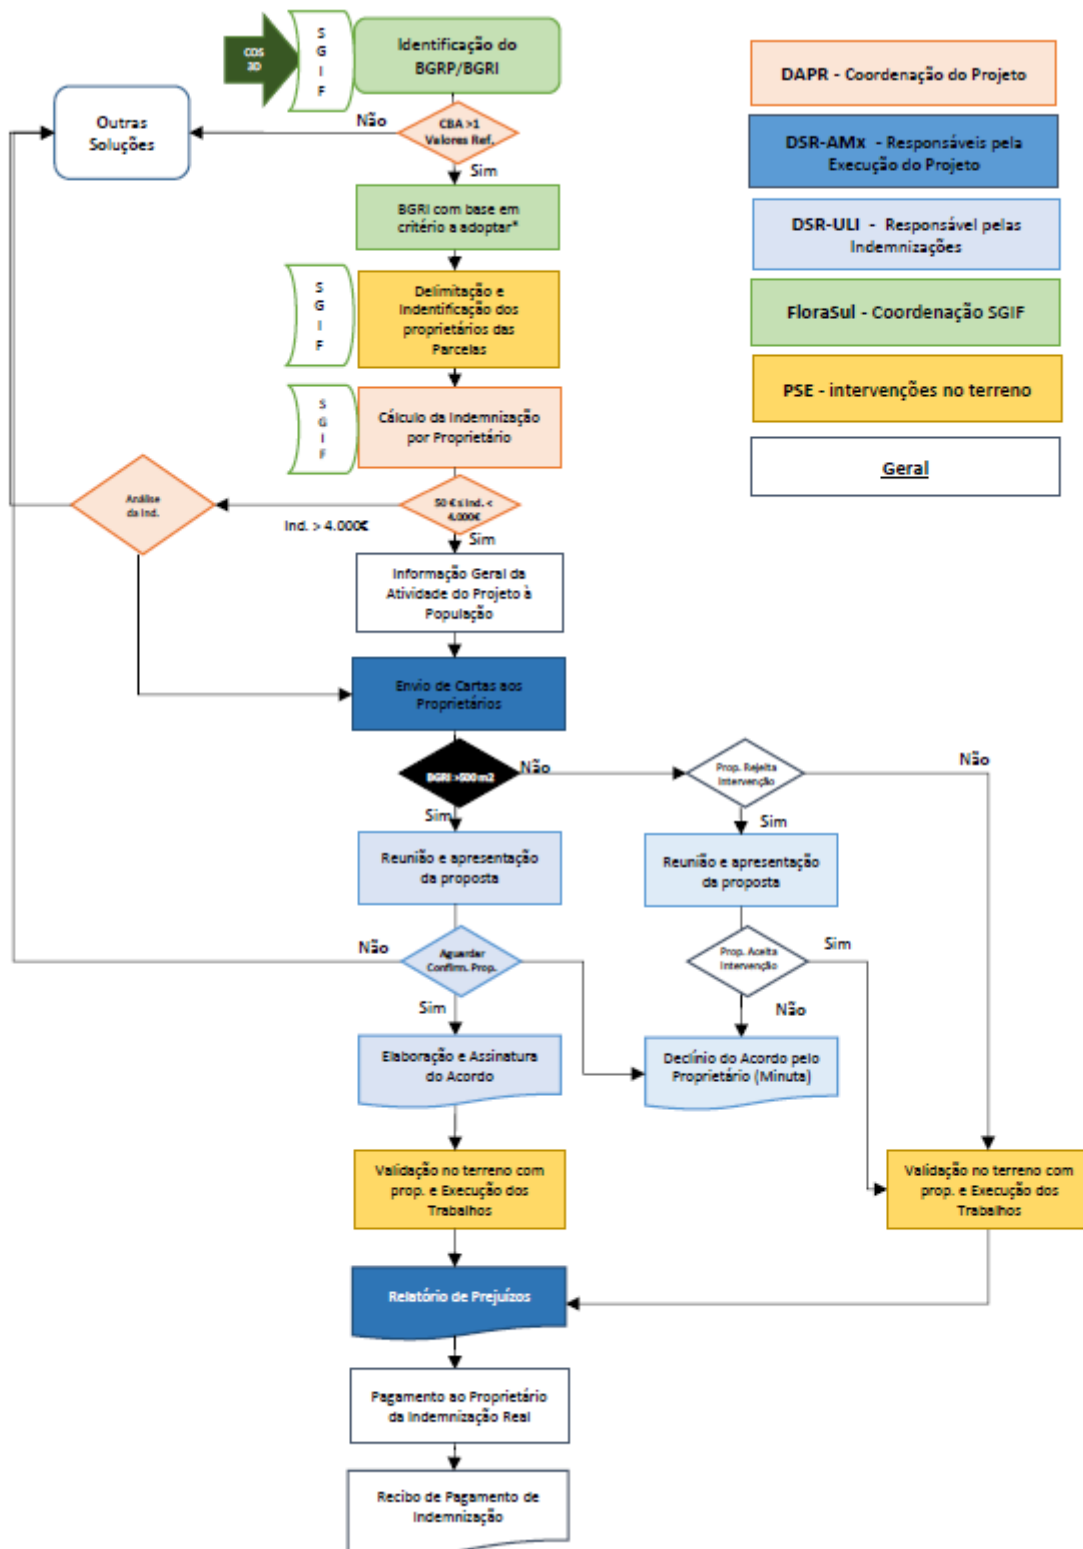 COS
3D
S
G
I
F
Identificação do
BGRP/BGRI
Outras
Soluções
Não
CBA >1
Valores Ref.
Sim
BGRI com base em
critério a adoptar*
S
G
I
F
Delimitação e
Indentificação dos
proprietários das
Parcelas
S
G
I
F
Cálculo da Indemnização
por Proprietário
Análise
da Ind.
50 € ≤ Ind. <
4.000€
Ind. > 4.000€
Sim
Informação Geral da
Atividade do Projeto à
População
Envio de Cartas aos
Proprietários
BGRI >500 m2
Não
Prop. Rejeita
Intervenção
Não
Sim
Sim
Reunião e apresentação
da proposta
Reunião e apresentação
da proposta
Não
Aguardar
Confirm. Prop.
Prop. Aceita
Intervenção
Sim
Sim
Não
Elaboração e Assinatura
do Acordo
Declínio do Acordo pelo
Proprietário (Minuta)
Validação no terreno com
prop. e Execução dos
Trabalhos
Validação no terreno com
prop. e Execução dos
Trabalhos
Relatório de Prejuízos
Pagamento ao Proprietário
da Indemnização Real
Recibo de Pagamento de
Indemnização
DAPR - Coordenação do Projeto
DSR-AMx - Responsáveis pela
Execução do Projeto
DSR-ULI - Responsável pelas
Indemnizações
FloraSul - Coordenação SGIF
PSE - intervenções no terreno
Geral